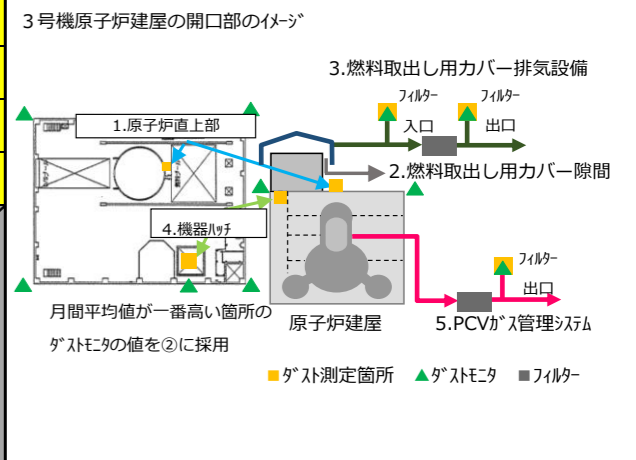 ３号機原子炉建屋の開口部のｲﾒｰｼﾞ
3.燃料取出し用カバー排気設備
ﾌｨﾙﾀｰ
ﾌｨﾙﾀｰ
入口
出口
1.原子炉直上部
2.燃料取出し用カバー隙間
4.機器ﾊｯﾁ
ﾌｨﾙﾀｰ
出口
月間平均値が一番高い箇所の
ﾀﾞｽﾄﾓﾆﾀの値を②に採用
原子炉建屋
5.PCVｶﾞｽ管理ｼｽﾃﾑ
■ﾀﾞｽﾄ測定箇所 ▲ﾀﾞｽﾄﾓﾆﾀ ■ﾌｨﾙﾀｰ